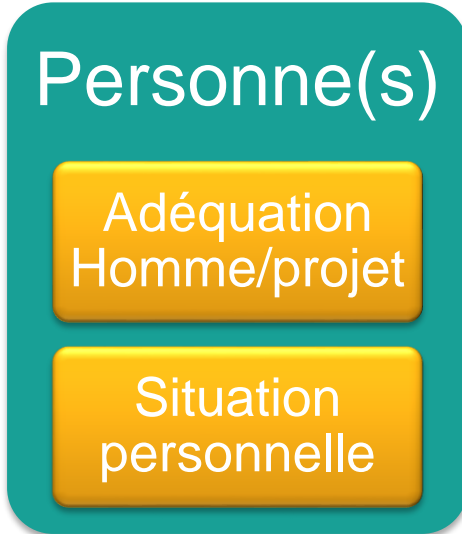 Personne(s)
Adéquation
Homme/projet
Situation
personnelle